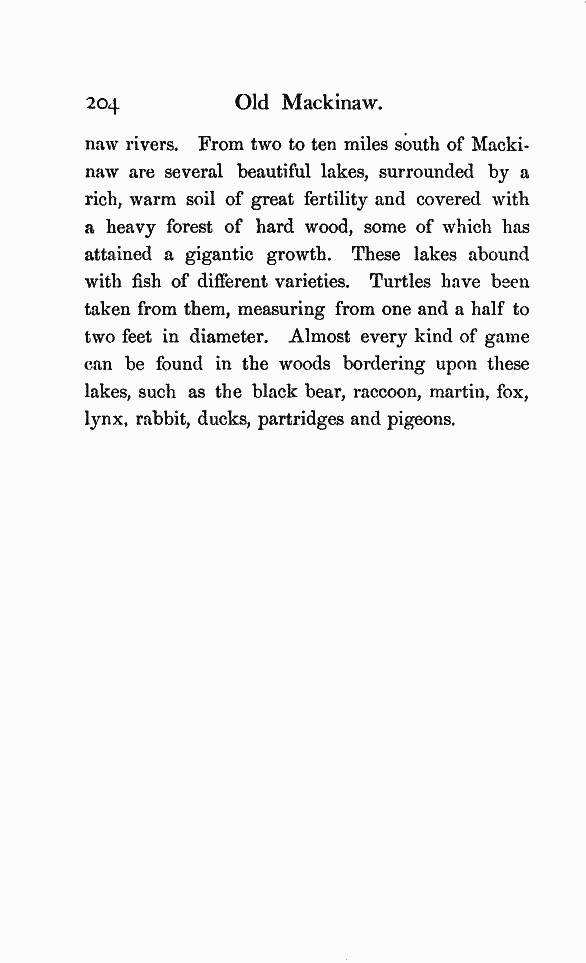 204 Old Mackinaw.
naw rivers. From two to ten miles south of Macki-
naw are several beautiful lakes, surrounded by a
rich, warm soil of great fertility and covered with
a heavy forest of hard wood, some of which has
attained a gigantic growth. These lakes abound
with fish of different varieties. Turtles have been
taken from them, measuring from one and a half to
two feet in diameter. Almost every kind of game
can be found in the woods bordering upon these
lakes, such as the black bear, raccoon, martin, fox,
lynx, rabbit, ducks, partridges and pigeons.